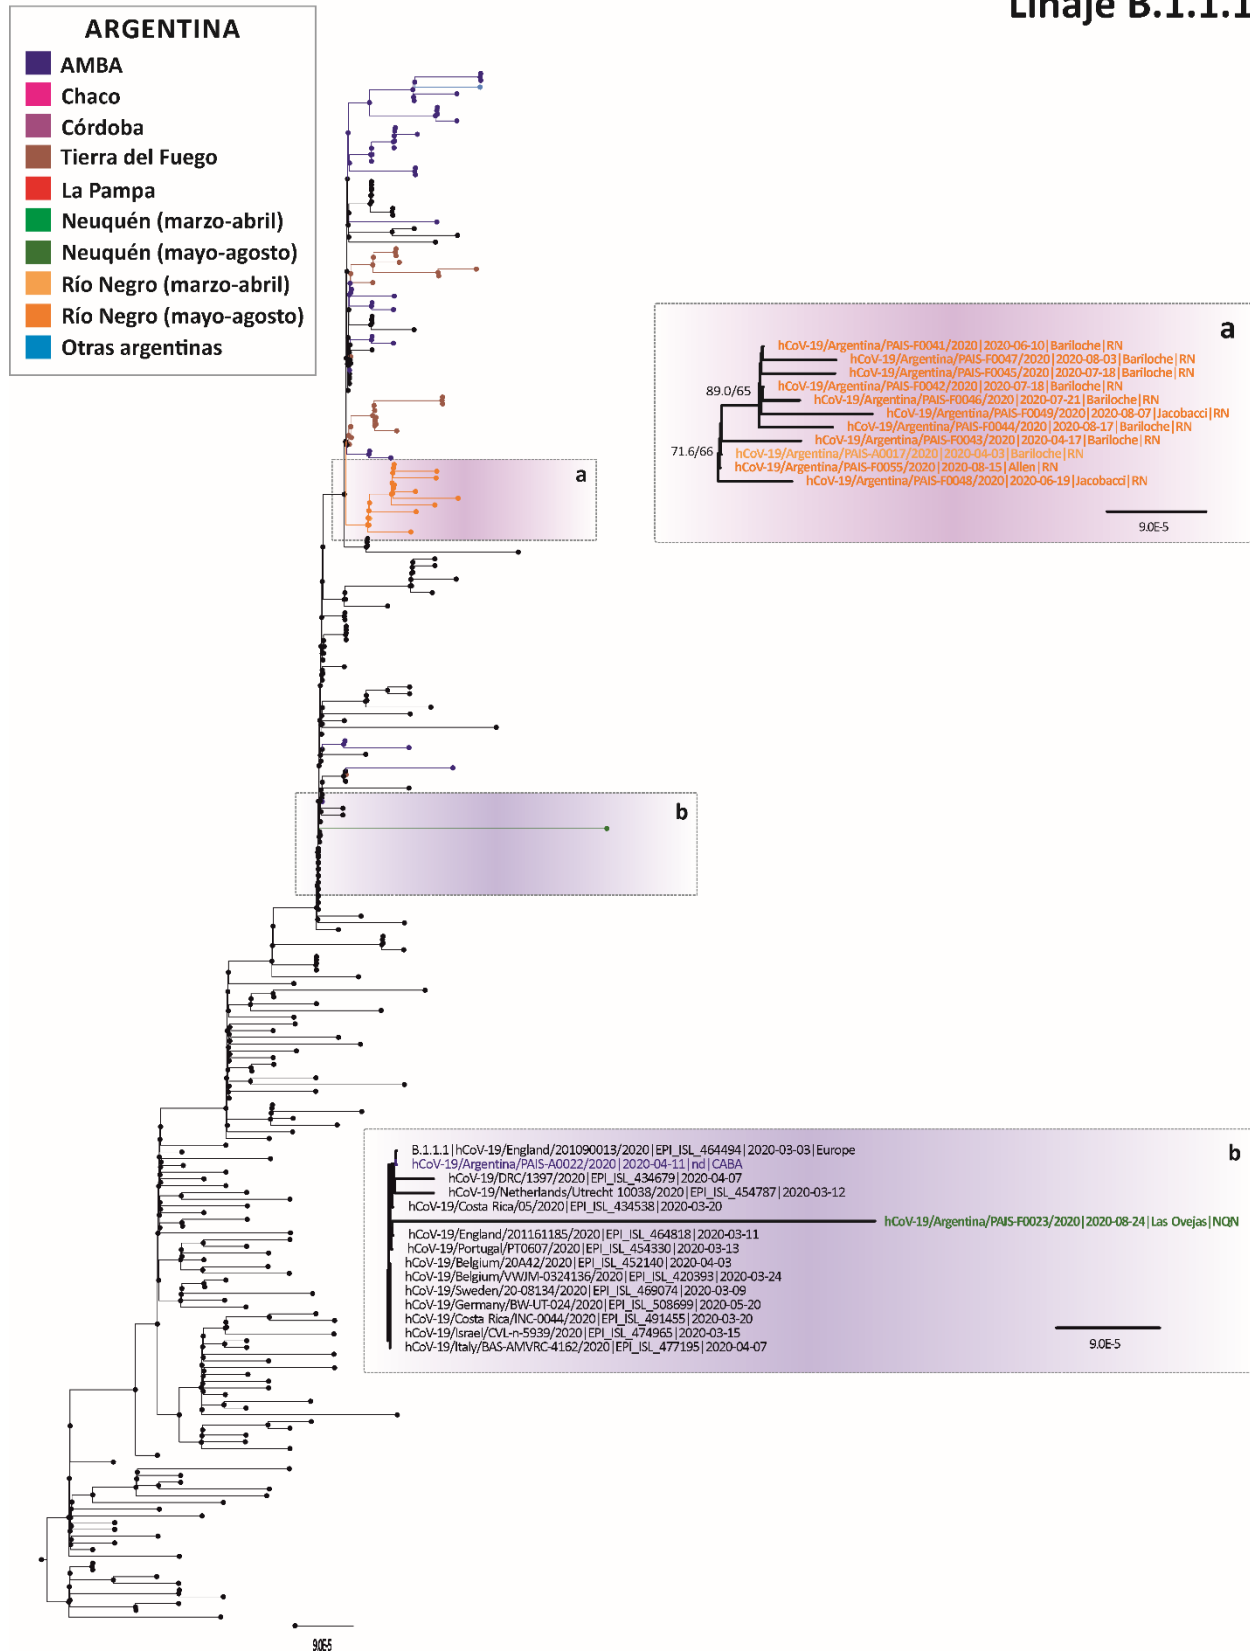 Linaje B.1.1.1
ARGENTINA
AMBA
Chaco
Córdoba
Tierra del Fuego
La Pampa
Neuquén (marzo-abril)
Neuquén (mayo-agosto)
Río Negro (marzo-abril)
Río Negro (mayo-agosto)
Otras argentinas
a
hCoV-19/Argentina/PAIS-F0041/2020|2020-06-10|Bariloche|RN
hCoV-19/Argentina/PAIS-F0047/2020|2020-08-03|Bariloche|RN
hCoV-19/Argentina/PAIS-F0045/2020|2020-07-18|Bariloche|RN
hCoV-19/Argentina/PAIS-F0042/2020|2020-07-18|Bariloche|RN
89.0/65
hCoV-19/Argentina/PAIS-F0046/2020|2020-07-21|Bariloche|RN
hCoV-19/Argentina/PAIS-F0049/2020|2020-08-07|Jacobacci|RN
hCoV-19/Argentina/PAIS-F0044/2020|2020-08-17|Bariloche|RN
hCoV-19/Argentina/PAIS-F0043/2020|2020-04-17|Bariloche|RN
71.6/66
hCoV-19/Argentina/PAIS-A0017/2020|2020-04-03|Bariloche|RN
hCoV-19/Argentina/PAIS-F0055/2020|2020-08-15|Allen|RN
hCoV-19/Argentina/PAIS-F0048/2020|2020-06-19|Jacobacci|RN
9.0E-5
a
b
b
B.1.1.1|hCoV-19/England/201090013/2020|EPI_ISL_464494|2020-03-03|Europe
hCoV-19/Argentina/PAIS-A0022/2020|2020-04-11|nd|CABA
hCoV-19/DRC/1397/2020|EPI_ISL_434679|2020-04-07
hCoV-19/Netherlands/Utrecht 10038/2020|EPI_ISL_454787|2020-03-12
hCoV-19/Costa Rica/05/2020|EPI_ISL_434538|2020-03-20
hCoV-19/Argentina/PAIS-F0023/2020|2020-08-24|Las Ovejas|NQN
hCoV-19/England/201161185/2020|EPI_ISL_464818|2020-03-11
hCoV-19/Portugal/PT0607/2020|EPI_ISL_454330|2020-03-13
hCoV-19/Belgium/20A42/2020|EPI_ISL_452140|2020-04-03
hCoV-19/Belgium/VWJM-0324136/2020|EPI_ISL_420393|2020-03-24
hCoV-19/Sweden/20-08134/2020|EPI_ISL_469074|2020-03-09
hCoV-19/Germany/BW-UT-024/2020|EPI_ISL_508699|2020-05-20
hCoV-19/Costa Rica/INC-0044/2020|EPI_ISL_491455|2020-03-20
hCoV-19/Israel/CVL-n-5939/2020|EPI_ISL_474965|2020-03-15
hCoV-19/Italy/BAS-AMVRC-4162/2020|EPI_ISL_477195|2020-04-07
9.0E-5
9.0E-5